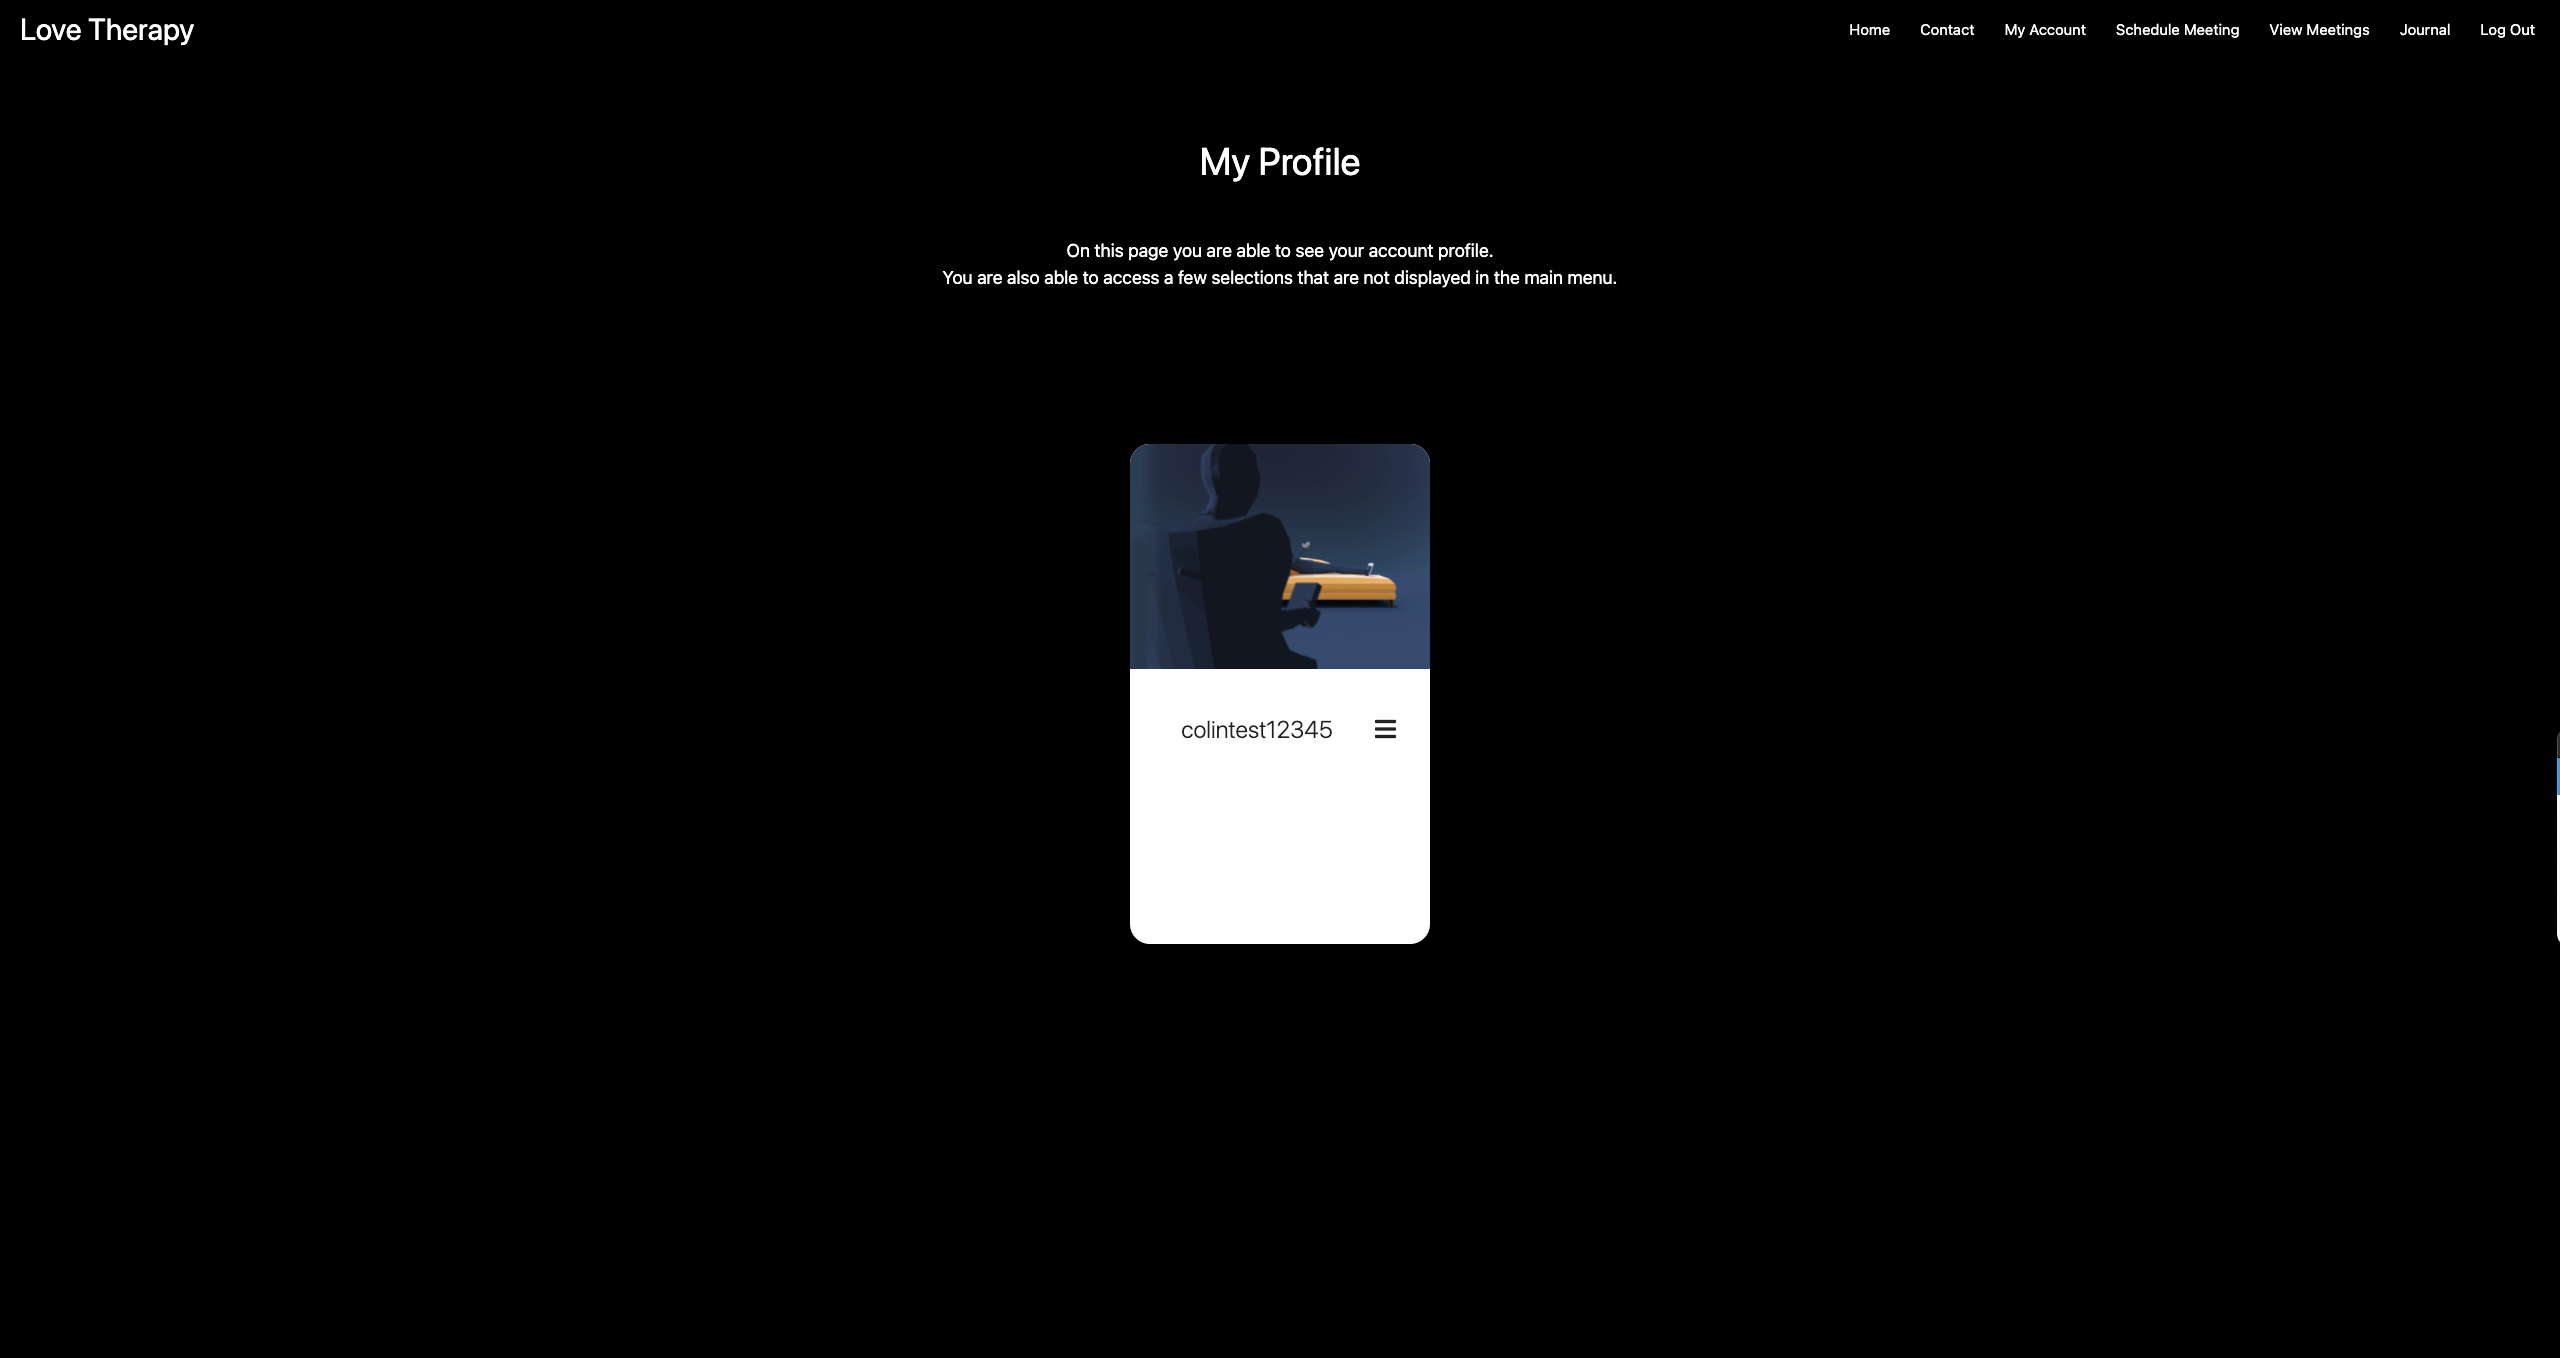 Love Therapy
Home Contact My Account Schedule Meeting View Meetings Journal Log Out
My Profile
On this page you are able to see your account profile.
You are also able to access a few selections that are not displayed in the main menu.
colintest12345